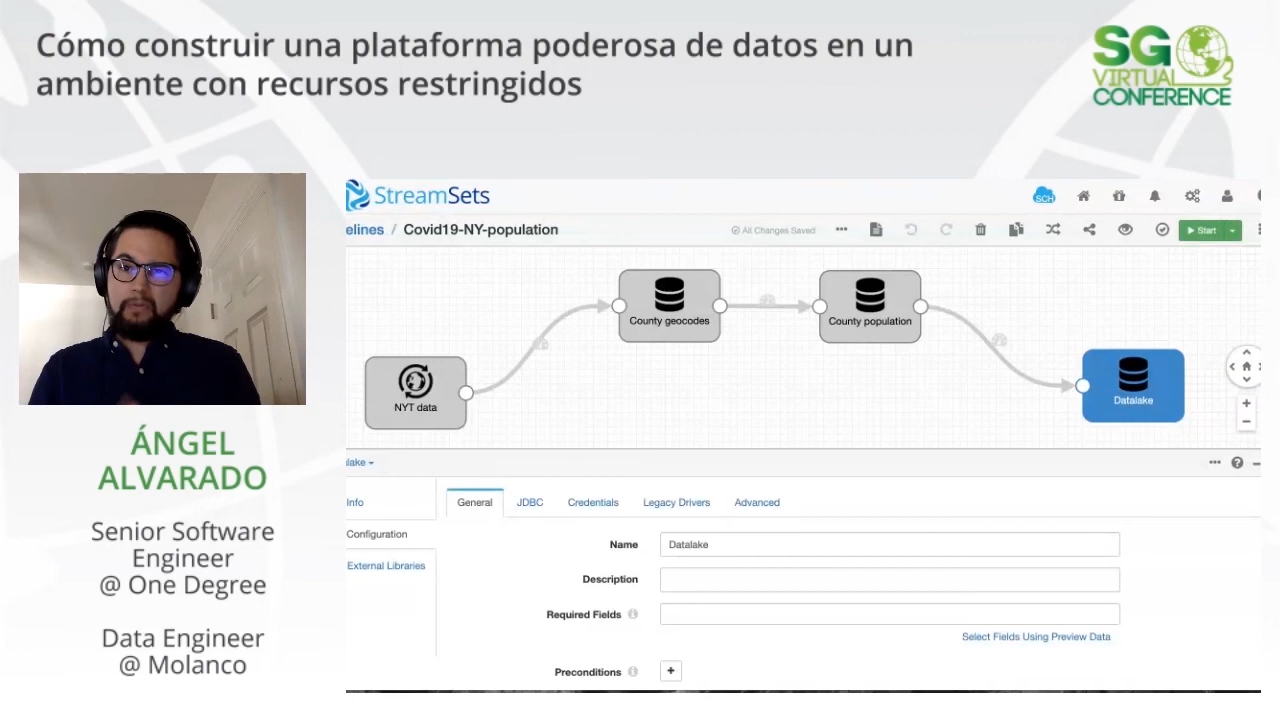 Cómo construir una plataforma poderosa de datos en un
ambiente con recursos restringidos
SG
VIRTUAL
CONFERENCE
ÁNGEL
ALVARADO
Senior Software
Engineer
@ One Degree
Data Engineer
@ Molanco
StreamSets
SCH
elines / Covid19-NY-population
All Changes Saved
Start
NYT data
County geocodes
County population
Datalake
lake
Info
Configuration
External Libraries
General JDBC Credentials Legacy Drivers Advanced
Name Datalake
Description
Required Fields
Select Fields Using Preview Data
Preconditions +